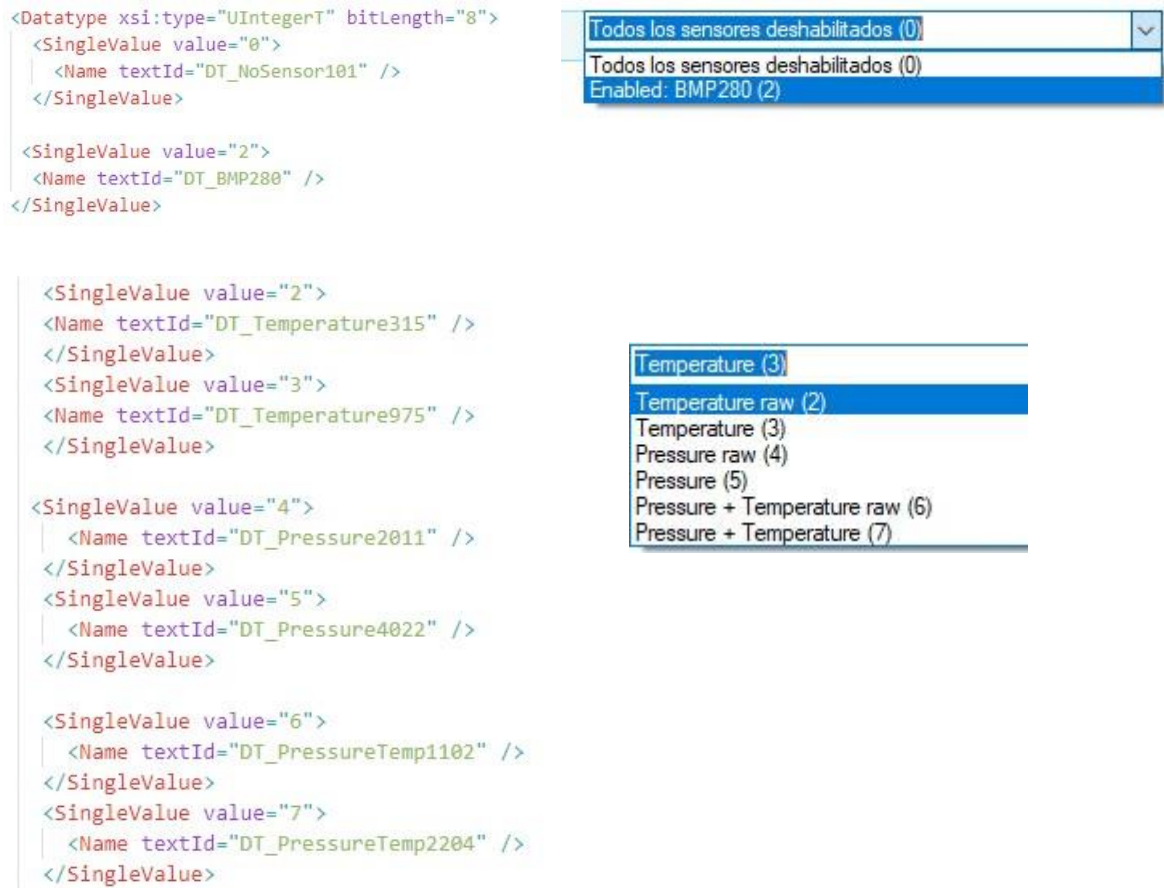 <Datatype xsi:type="UIntegerT" bitLength="8">
<SingleValue value="0">
<Name textId="DT_NoSensor101" />
</SingleValue>
<SingleValue value="2">
<Name textId="DT_BMP280" />
</SingleValue>
Todos los sensores deshabilitados (0)
Todos los sensores deshabilitados (0)
Enabled: BMP280 (2)
<SingleValue value="2">
<Name textId="DT_Temperature315" />
</SingleValue>
<SingleValue value="3">
<Name textId="DT_Temperature975" />
</SingleValue>
<SingleValue value="4">
<Name textId="DT_Pressure2011" />
</SingleValue>
<SingleValue value="5">
<Name textId="DT_Pressure4022" />
</SingleValue>
<SingleValue value="6">
<Name textId="DT_PressureTemp1102" />
</SingleValue>
<SingleValue value="7">
<Name textId="DT_PressureTemp2204" />
</SingleValue>
Temperature (3)
Temperature raw (2)
Temperature (3)
Pressure raw (4)
Pressure (5)
Pressure + Temperature raw (6)
Pressure + Temperature (7)